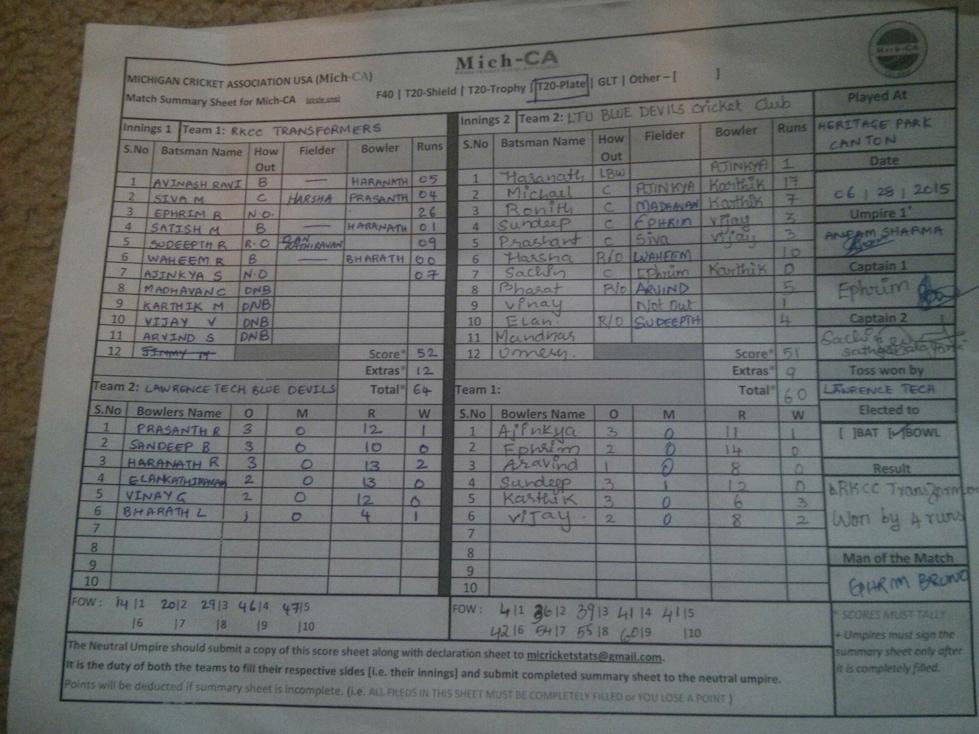 Mich-CA
Mich-CA
MICHIGAN CRICKET ASSOCIATION USA (Mich-CA)
Match Summary Sheet for Mich-CA (circle one) F40 | T20-Shield | T20-Trophy | T20-Plate | GLT | Other – [ ]
Innings 1 Team 1: RKCC TRANSFORMERS
S.No Batsman Name How Out Fielder Bowler Runs
1 AVINASH RAVI B — HARANATH 05
2 SIVA M C HARSHA PRASANTH 04
3 EPHRIM R N.O. 26
4 SATISH M B — HARANATH 01
5 SUDEEPTH R R.O 09
6 WAHEEM R B — BHARATH 00
7 AJINKYA S N.O 07
8 MADHAVAN C DNB
9 KARTHIK M DNB
10 VIJAY V DNB
11 ARVIND S DNB
12 JIMMY M
Score* 52
Extras* 12
Total* 64
Team 2: LAWRENCE TECH BLUE DEVILS
S.No Bowlers Name O M R W
1 PRASANTH R 3 0 12 1
2 SANDEEP B 3 0 10 0
3 HARANATH R 3 0 13 2
4 ELANKATHIRAVAN 2 0 13 0
5 VINAY G 2 0 12 0
6 BHARATH L 1 0 4 1
7
8
9
10
FOW : 14|1 20|2 29|3 46|4 47|5
|6 |7 |8 |9 |10
Innings 2 Team 2: LTU BLUE DEVILS Cricket Club
S.No Batsman Name How Out Fielder Bowler Runs
1 Haranath LBW AJINKYA 1
2 Michael C AJINKYA Karthik 17
3 Ronith C MADHAVAN Karthik 7
4 Sundeep C EPHRIM Vijay 3
5 Prashant C Siva Vijay 3
6 Harsha R/O WAHEEM 10
7 Sachin C Ephrim Karthik 0
8 Bharat R/O ARVIND 5
9 Vinay Not out 1
10 Elan R/O SUDEEPTH 4
11 Mandhar
12 Umesh.
Score* 51
Extras* 9
Total* 60
Team 1:
S.No Bowlers Name O M R W
1 Ajinkya 3 0 11 1
2 Ephrim 2 0 14 0
3 Aravind 1 0 8 0
4 Sundeep 3 1 12 0
5 Karthik 3 0 6 3
6 Vijay. 2 0 8 2
7
8
9
10
FOW : 4|1 36|2 39|3 41|4 41|5
42|6 54|7 55|8 60|9 |10
Played At
HERITAGE PARK
CANTON
Date
06 | 28 | 2015
Umpire 1
ANPAM SHARMA
Captain 1
Ephrim
Captain 2
Toss won by
LAWRENCE TECH
Elected to
[ ]BAT [✓]BOWL
Result
RKCC Transformer
Won by 4 runs
Man of the Match
EPHRIM BRUNO
* SCORES MUST TALLY
+ Umpires must sign the
summary sheet only after
it is completely filled.
The Neutral Umpire should submit a copy of this score sheet along with declaration sheet to micricketstats@gmail.com.
It is the duty of both the teams to fill their respective sides [i.e. their innings] and submit completed summary sheet to the neutral umpire.
Points will be deducted if summary sheet is incomplete. (i.e. ALL FILEDS IN THIS SHEET MUST BE COMPLETELY FILLED or YOU LOSE A POINT )